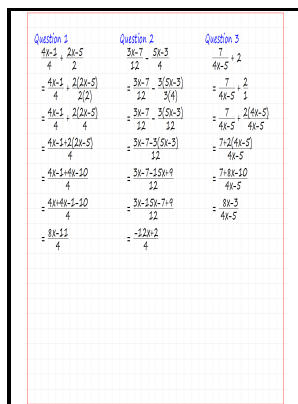 Question 1
4x-1/4 + 2x-5/2
= 4x-1/4 + 2(2x-5)/2(2)
= 4x-1/4 + 2(2x-5)/4
= 4x-1+2(2x-5)/4
= 4x-1+4x-10/4
= 4x+4x-1-10/4
= 8x-11/4
Question 2
3x-7/12 - 5x-3/4
= 3x-7/12 - 3(5x-3)/3(4)
= 3x-7/12 - 3(5x-3)/12
= 3x-7-3(5x-3)/12
= 3x-7-15x+9/12
= 3x-15x-7+9/12
= -12x+2/4
Question 3
7/4x-5 + 2
= 7/4x-5 + 2/1
= 7/4x-5 + 2(4x-5)/4x-5
= 7+2(4x-5)/4x-5
= 7+8x-10/4x-5
= 8x-3/4x-5